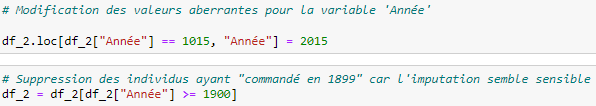 # Modification des valeurs aberrantes pour la variable 'Année'
df_2.loc[df_2["Année"] == 1015, "Année"] = 2015
# Suppression des individus ayant "commandé en 1899" car l'imputation semble sensible
df_2 = df_2[df_2["Année"] >= 1900]